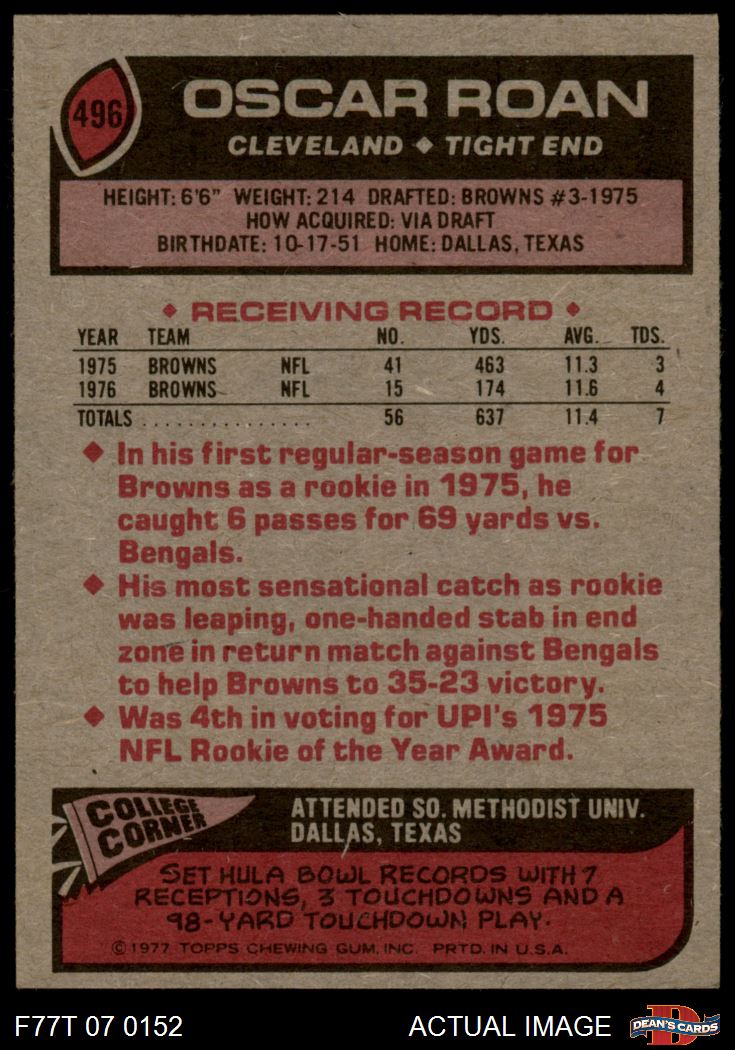 496
OSCAR ROAN
CLEVELAND ◆ TIGHT END
HEIGHT: 6'6" WEIGHT: 214 DRAFTED: BROWNS #3-1975
HOW ACQUIRED: VIA DRAFT
BIRTHDATE: 10-17-51 HOME: DALLAS, TEXAS
◆ RECEIVING RECORD ◆
YEAR TEAM NO. YDS. AVG. TDS.
1975 BROWNS NFL 41 463 11.3 3
1976 BROWNS NFL 15 174 11.6 4
TOTALS . . . . . . . . . . . . . . . . 56 637 11.4 7
◆ In his first regular-season game for
Browns as a rookie in 1975, he
caught 6 passes for 69 yards vs.
Bengals.
◆ His most sensational catch as rookie
was leaping, one-handed stab in end
zone in return match against Bengals
to help Browns to 35-23 victory.
◆ Was 4th in voting for UPI's 1975
NFL Rookie of the Year Award.
COLLEGE
CORNER
ATTENDED SO. METHODIST UNIV.
DALLAS, TEXAS
SET HULA BOWL RECORDS WITH 7
RECEPTIONS, 3 TOUCHDOWNS AND A
98-YARD TOUCHDOWN PLAY.
© 1977 TOPPS CHEWING GUM, INC. PRTD. IN U.S.A.
F77T 07 0152 ACTUAL IMAGE
D
DEAN'S CARDS